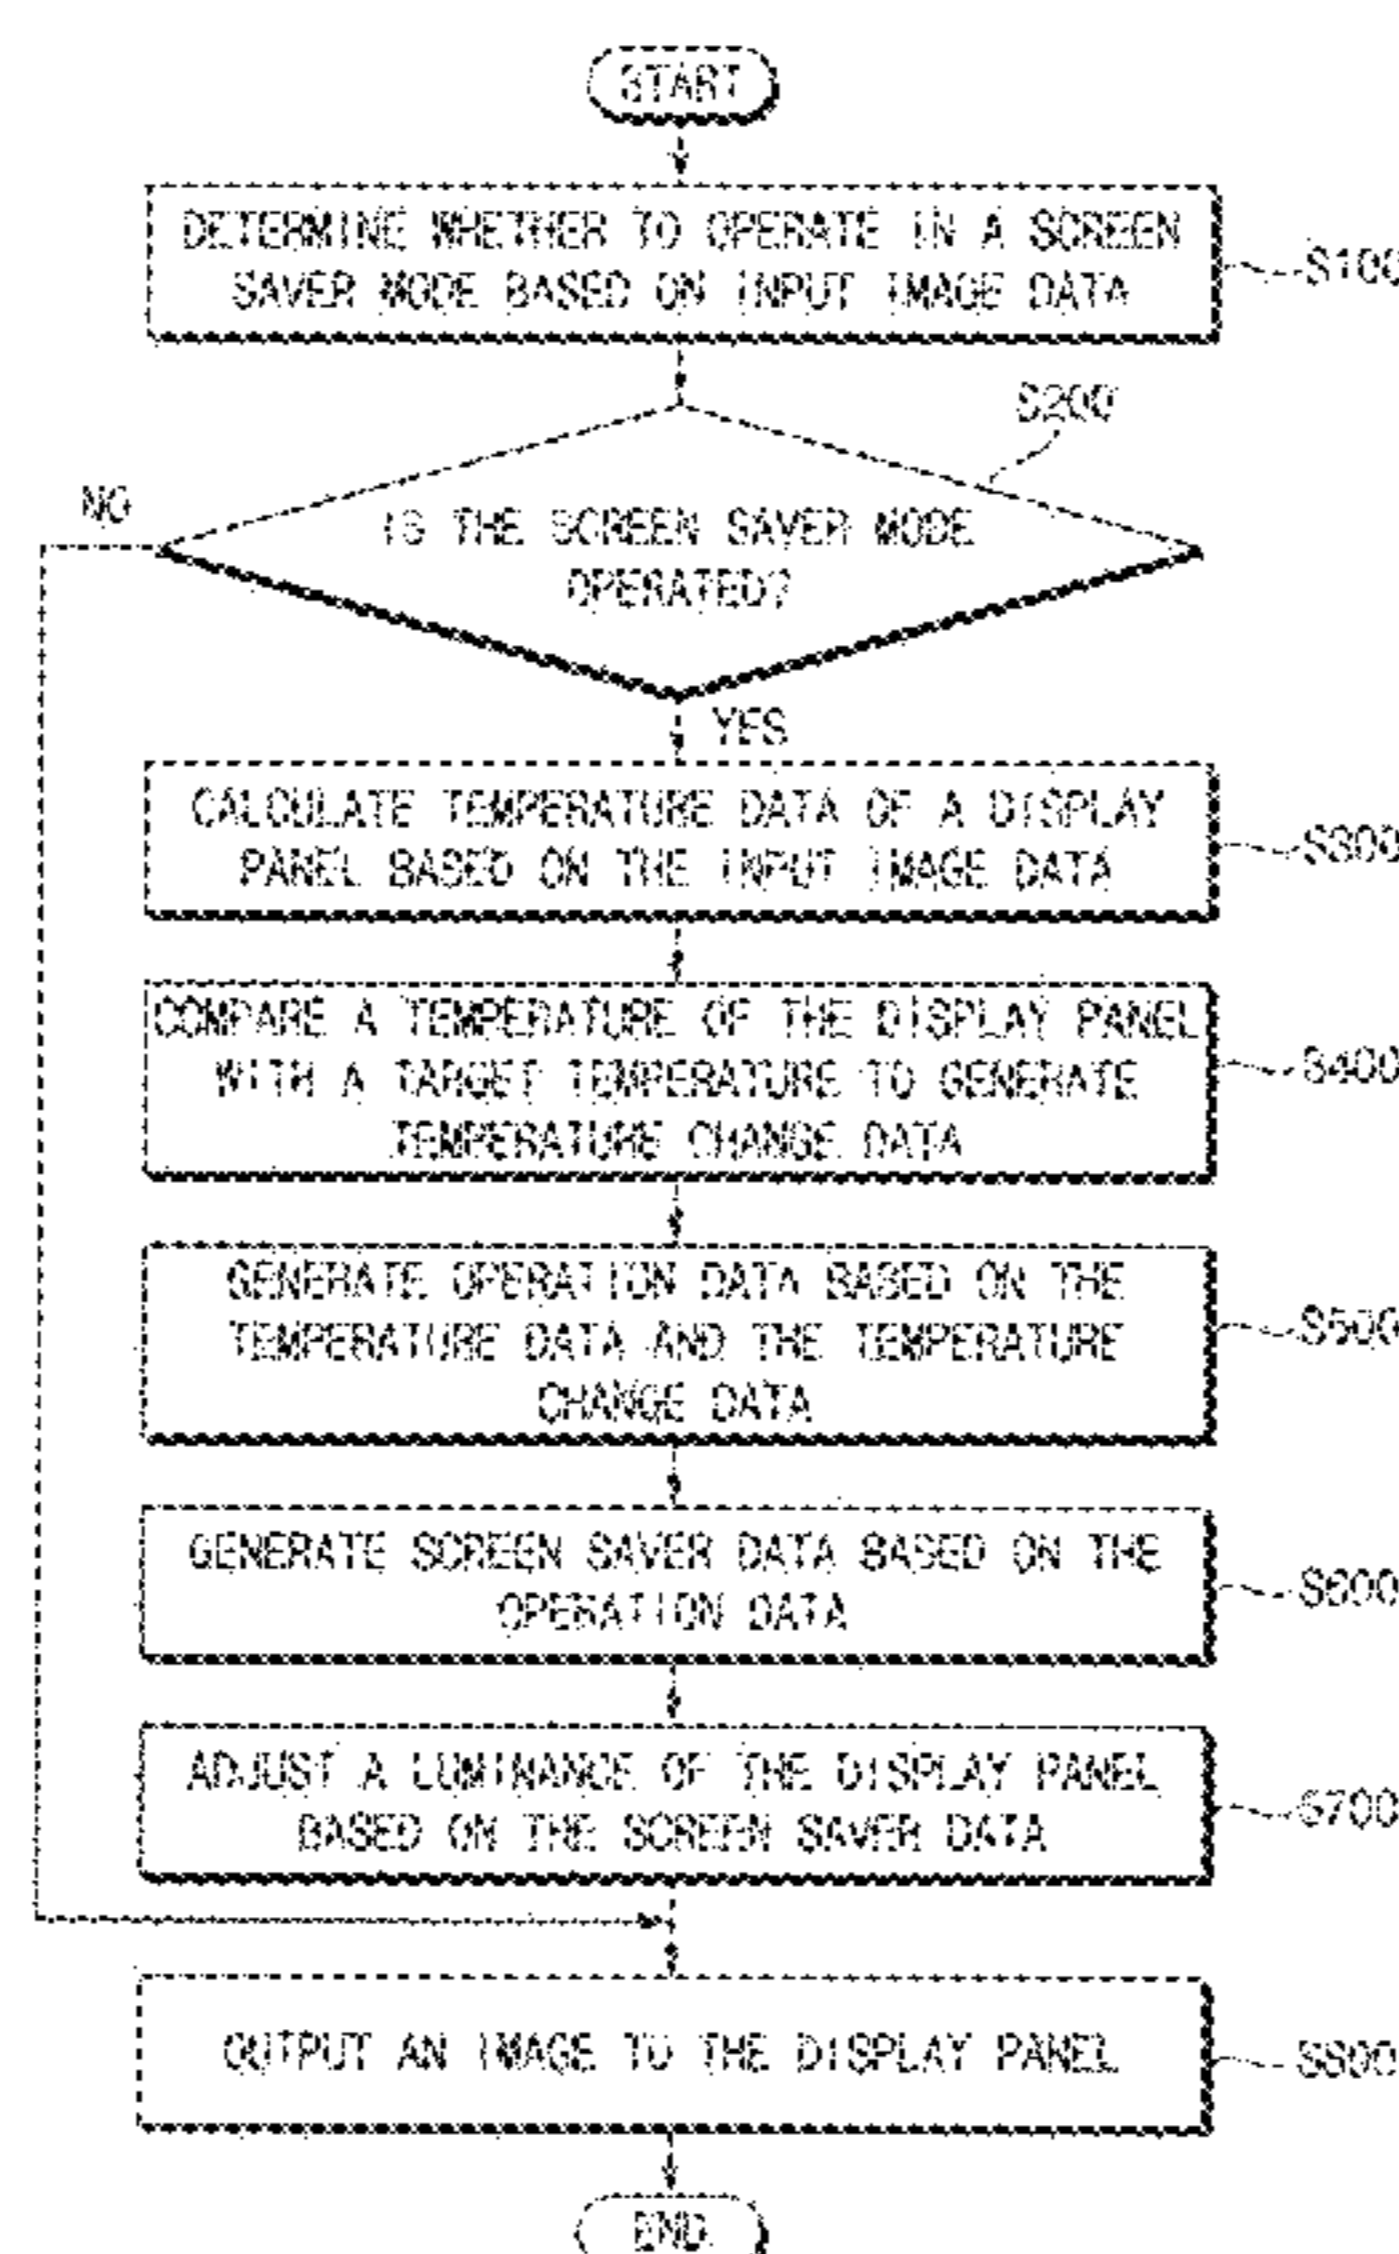 START
DETERMINE WHETHER TO OPERATE IN A SCREEN
SAVER MODE BASED ON INPUT IMAGE DATA
S100
S200
NO
IS THE SCREEN SAVER MODE
OPERATED?
YES
CALCULATE TEMPERATURE DATA OF A DISPLAY
PANEL BASED ON THE INPUT IMAGE DATA
S300
COMPARE A TEMPERATURE OF THE DISPLAY PANEL
WITH A TARGET TEMPERATURE TO GENERATE
TEMPERATURE CHANGE DATA
S400
GENERATE OPERATION DATA BASED ON THE
TEMPERATURE DATA AND THE TEMPERATURE
CHANGE DATA
S500
GENERATE SCREEN SAVER DATA BASED ON THE
OPERATION DATA
S600
ADJUST A LUMINANCE OF THE DISPLAY PANEL
BASED ON THE SCREEN SAVER DATA
S700
OUTPUT AN IMAGE TO THE DISPLAY PANEL
S800
END